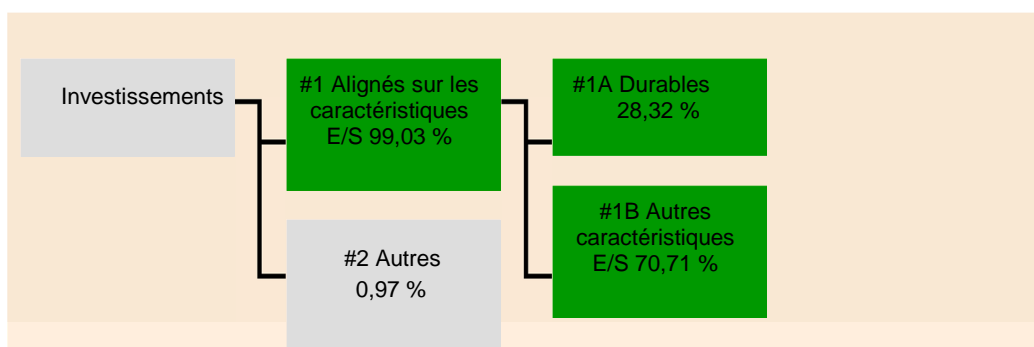 Investissements
#1 Alignés sur les
caractéristiques
E/S 99,03 %
#2 Autres
0,97 %
#1A Durables
28,32 %
#1B Autres
caractéristiques
E/S 70,71 %